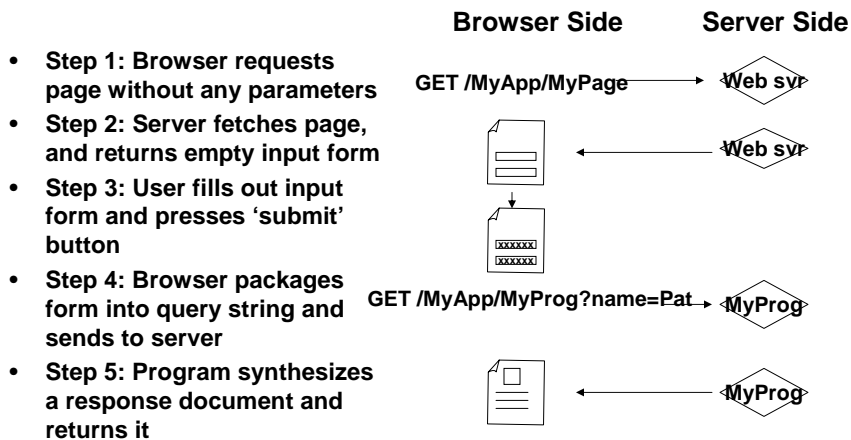 Browser Side Server Side
• Step 1: Browser requests
page without any parameters
GET /MyApp/MyPage
Web svr
• Step 2: Server fetches page,
and returns empty input form
Web svr
• Step 3: User fills out input
form and presses ‘submit’
button
xxxxxx
xxxxxx
• Step 4: Browser packages
form into query string and
sends to server
GET /MyApp/MyProg?name=Pat
MyProg
• Step 5: Program synthesizes
a response document and
returns it
MyProg